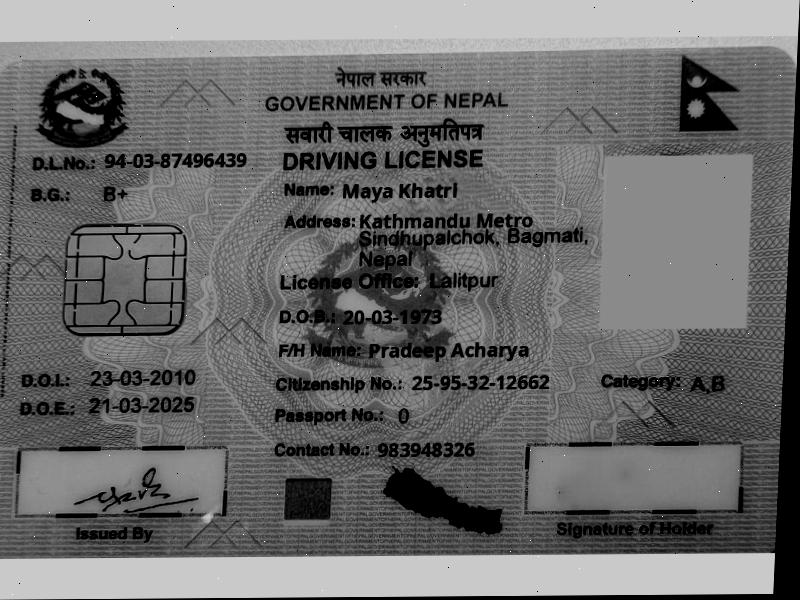 नेपाल सरकार
GOVERNMENT OF NEPAL
सवारी चालक अनुमतिपत्र
DRIVING LICENSE
D.L.No.: 94-03-87496439
B.G.: B+
Name: Maya Khatri
Address: Kathmandu Metro
Sindhupalchok, Bagmati,
Nepal
License Office: Lalitpur
D.O.B.: 20-03-1973
F/H Name: Pradeep Acharya
D.O.I.: 23-03-2010
Citizenship No.: 25-95-32-12662
Category: A,B
D.O.E.: 21-03-2025
Passport No.: 0
Contact No.: 983948326
Issued By
Signature of Holder